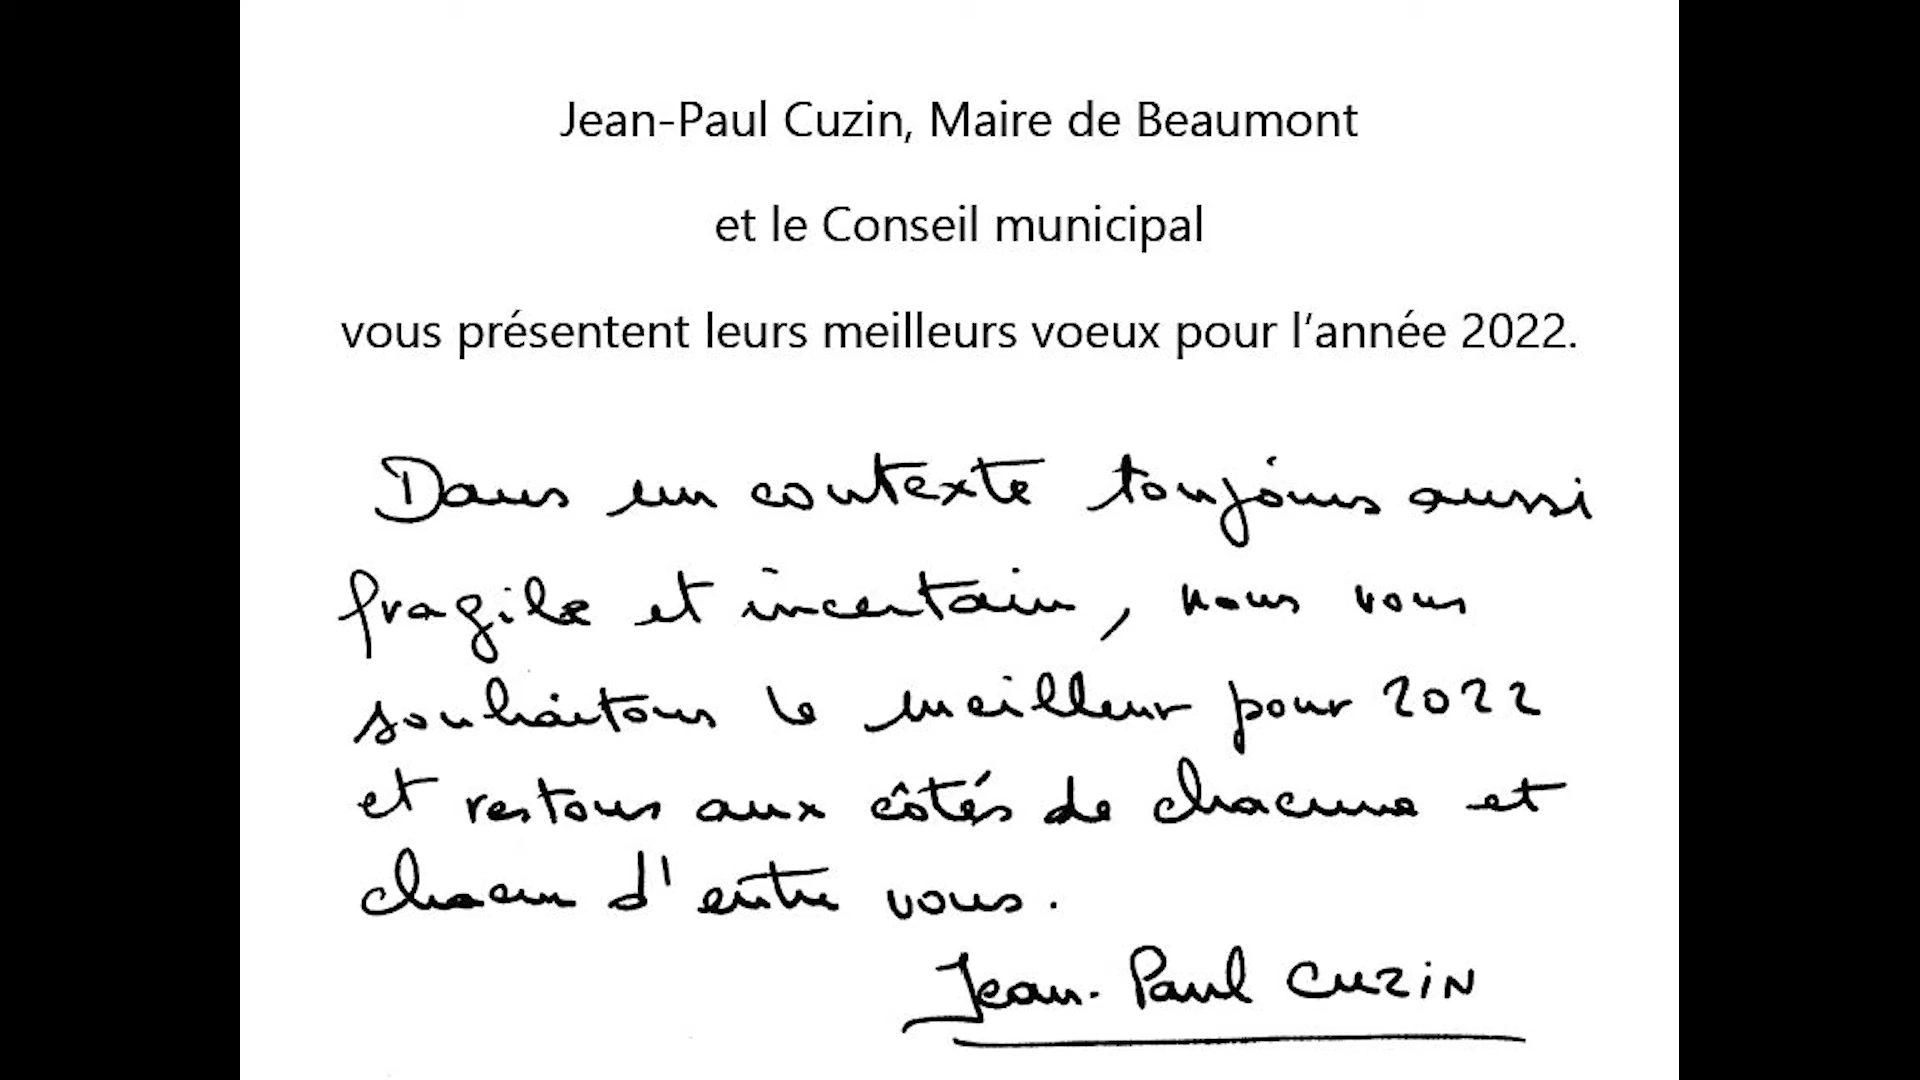 Jean-Paul Cuzin, Maire de Beaumont
et le Conseil municipal
vous présentent leurs meilleurs voeux pour l’année 2022.
Dans un contexte toujours aussi
fragile et incertain, nous vous
souhaitons le meilleur pour 2022
et restons aux côtés de chacune et
chacun d'entre vous.
Jean-Paul CUZIN